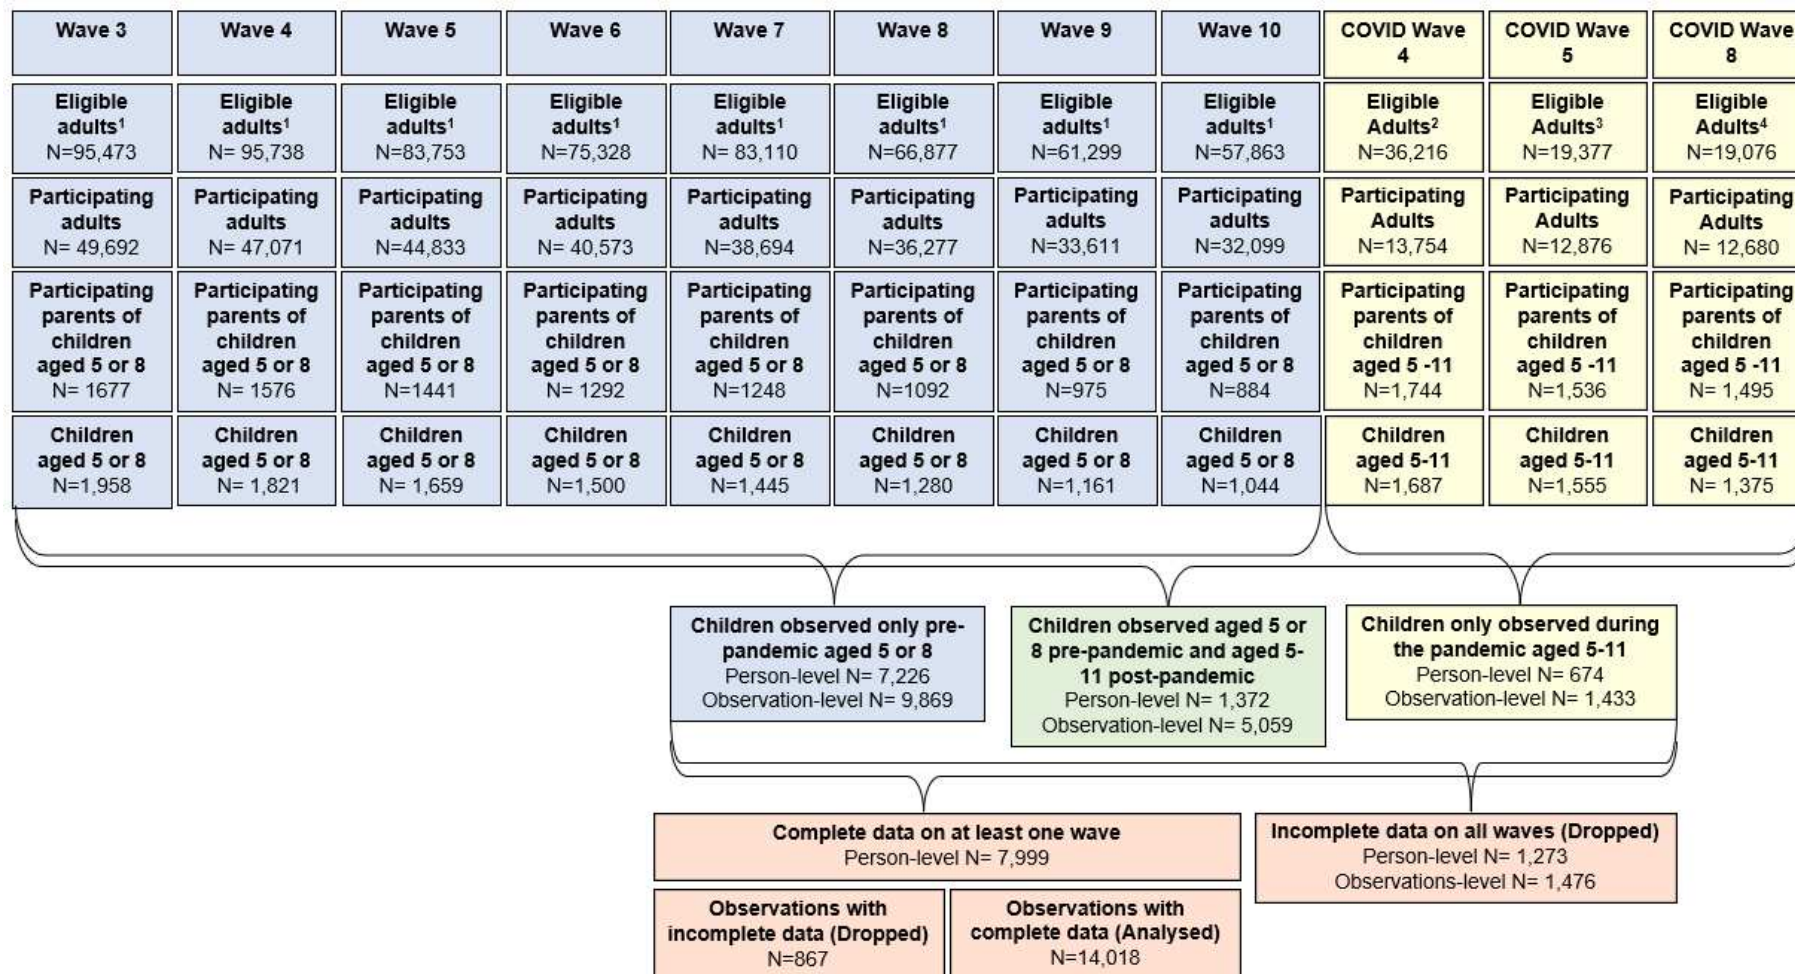 Wave 3
Wave 4
Wave 5
Wave 6
Wave 7
Wave 8
Wave 9
Wave 10
COVID Wave
4
COVID Wave
5
COVID Wave
8
Eligible
adults¹
N=95,473
Eligible
adults¹
N= 95,738
Eligible
adults¹
N=83,753
Eligible
adults¹
N=75,328
Eligible
adults¹
N= 83,110
Eligible
adults¹
N=66,877
Eligible
adults¹
N=61,299
Eligible
adults¹
N=57,863
Eligible
Adults²
N=36,216
Eligible
Adults³
N=19,377
Eligible
Adults⁴
N=19,076
Participating
adults
N= 49,692
Participating
adults
N= 47,071
Participating
adults
N= 44,833
Participating
adults
N= 40,573
Participating
adults
N= 38,694
Participating
adults
N=36,277
Participating
adults
N=33,611
Participating
adults
N= 32,099
Participating
Adults
N=13,754
Participating
Adults
N= 12,876
Participating
Adults
N= 12,680
Participating
parents of
children
aged 5 or 8
N= 1677
Participating
parents of
children
aged 5 or 8
N= 1576
Participating
parents of
children
aged 5 or 8
N=1441
Participating
parents of
children
aged 5 or 8
N= 1292
Participating
parents of
children
aged 5 or 8
N=1248
Participating
parents of
children
aged 5 or 8
N=1092
Participating
parents of
children
aged 5 or 8
N=975
Participating
parents of
children
aged 5 or 8
N=884
Participating
parents of
children
aged 5 -11
N=1,744
Participating
parents of
children
aged 5 -11
N=1,536
Participating
parents of
children
aged 5 -11
N= 1,495
Children
aged 5 or 8
N=1,958
Children
aged 5 or 8
N= 1,821
Children
aged 5 or 8
N= 1,659
Children
aged 5 or 8
N= 1,500
Children
aged 5 or 8
N= 1,445
Children
aged 5 or 8
N=1,280
Children
aged 5 or 8
N=1,161
Children
aged 5 or 8
N=1,044
Children
aged 5-11
N=1,687
Children
aged 5-11
N=1,555
Children
aged 5-11
N= 1,375
Children observed only pre-
pandemic aged 5 or 8
Person-level N= 7,226
Observation-level N= 9,869
Children observed aged 5 or
8 pre-pandemic and aged 5-
11 post-pandemic
Person-level N= 1,372
Observation-level N= 5,059
Children only observed during
the pandemic aged 5-11
Person-level N= 674
Observation-level N= 1,433
Complete data on at least one wave
Person-level N= 7,999
Incomplete data on all waves (Dropped)
Person-level N= 1,273
Observations-level N= 1,476
Observations with
incomplete data (Dropped)
N=867
Observations with
complete data (Analysed)
N=14,018